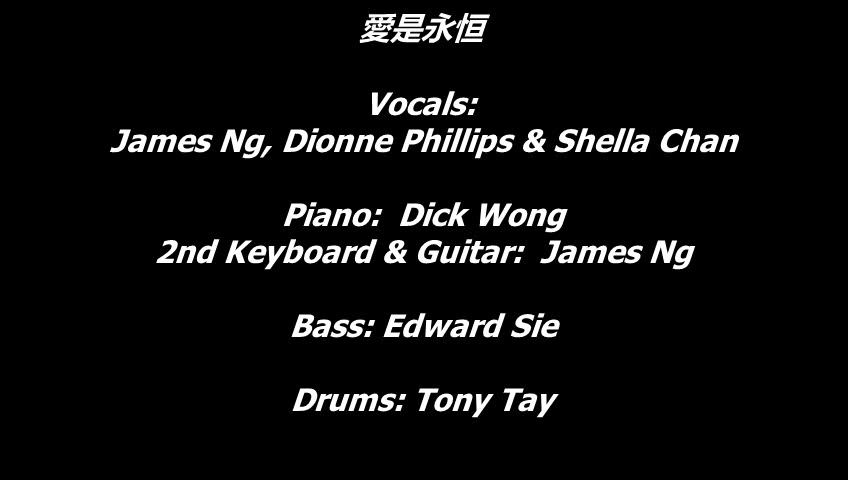 愛是永恒
Vocals:
James Ng, Dionne Phillips & Shella Chan
Piano:  Dick Wong
2nd Keyboard & Guitar:  James Ng
Bass: Edward Sie
Drums: Tony Tay